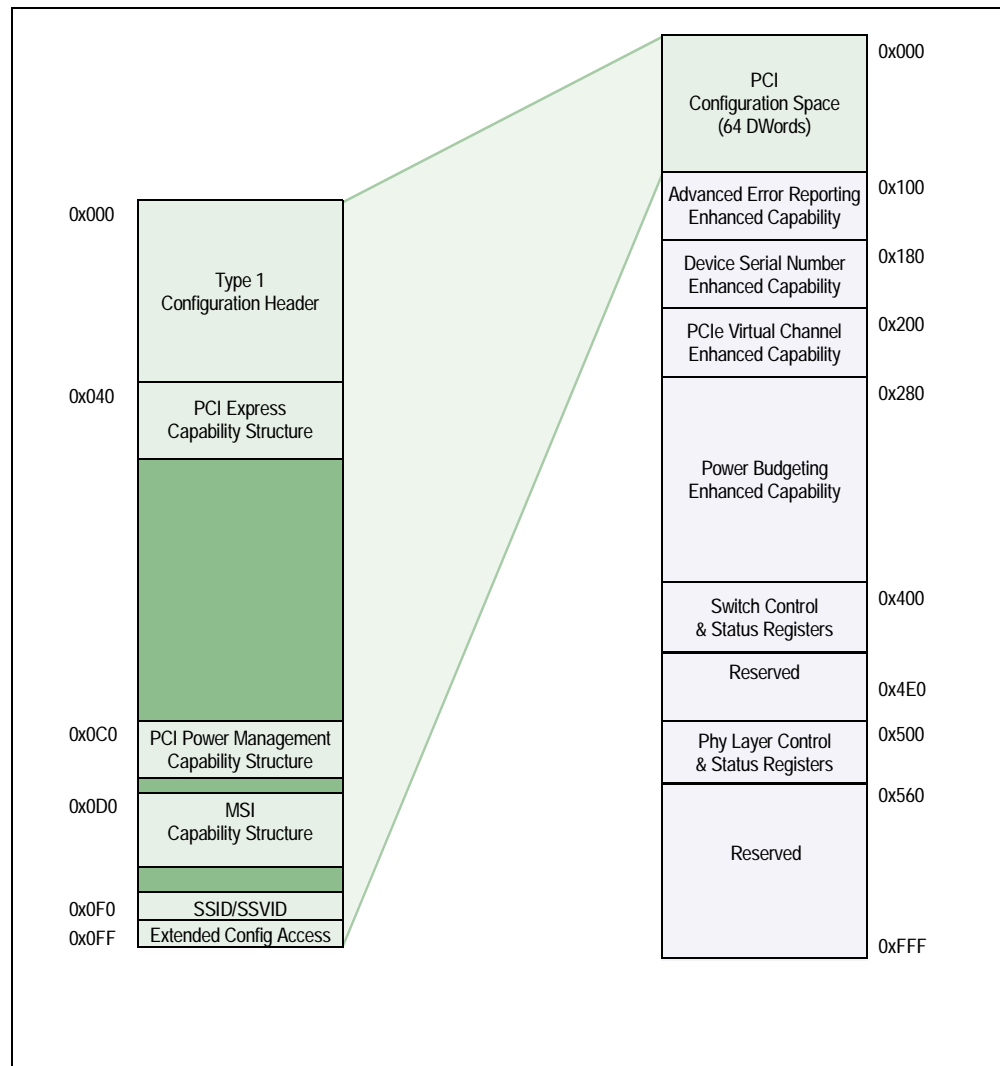 0x000
Type 1
Configuration Header
0x040
PCI Express
Capability Structure
0x0C0
PCI Power Management
Capability Structure
0x0D0
MSI
Capability Structure
0x0F0
SSID/SSVID
0x0FF
Extended Config Access
0x000
PCI
Configuration Space
(64 DWords)
0x100
Advanced Error Reporting
Enhanced Capability
0x180
Device Serial Number
Enhanced Capability
0x200
PCIe Virtual Channel
Enhanced Capability
0x280
Power Budgeting
Enhanced Capability
0x400
Switch Control
& Status Registers
Reserved
0x4E0
0x500
Phy Layer Control
& Status Registers
0x560
Reserved
0xFFF